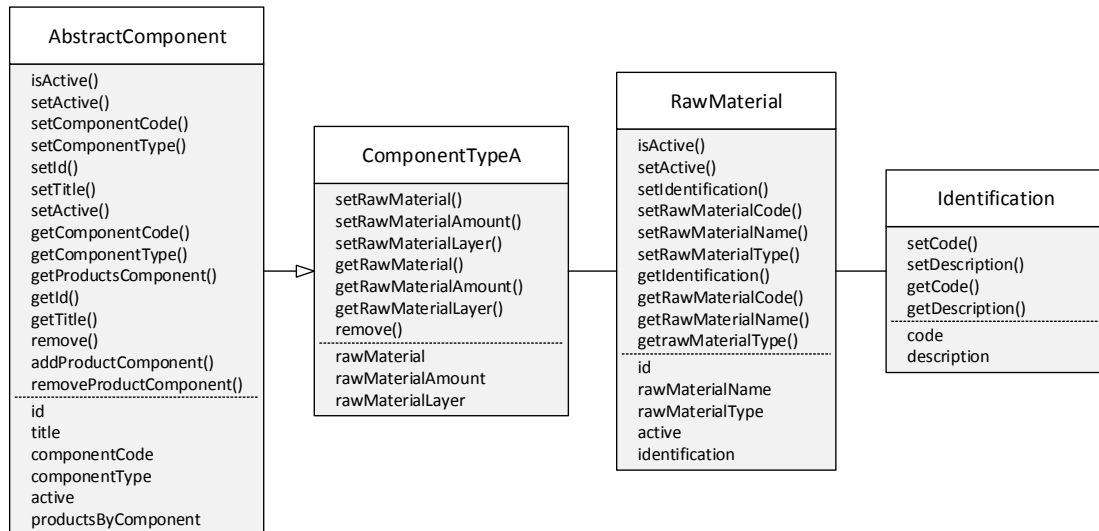 AbstractComponent
isActive()
setActive()
setComponentCode()
setComponentType()
setId()
setTitle()
setActive()
getComponentCode()
getComponentType()
getProductsComponent()
getId()
getTitle()
remove()
addProductComponent()
removeProductComponent()
id
title
componentCode
componentType
active
productsByComponent
ComponentTypeA
setRawMaterial()
setRawMaterialAmount()
setRawMaterialLayer()
getRawMaterial()
getRawMaterialAmount()
getRawMaterialLayer()
remove()
rawMaterial
rawMaterialAmount
rawMaterialLayer
RawMaterial
isActive()
setActive()
setIdentification()
setRawMaterialCode()
setRawMaterialName()
setRawMaterialType()
getIdentification()
getRawMaterialCode()
getRawMaterialName()
getrawMaterialType()
id
rawMaterialName
rawMaterialType
active
identification
Identification
setCode()
setDescription()
getCode()
getDescription()
code
description